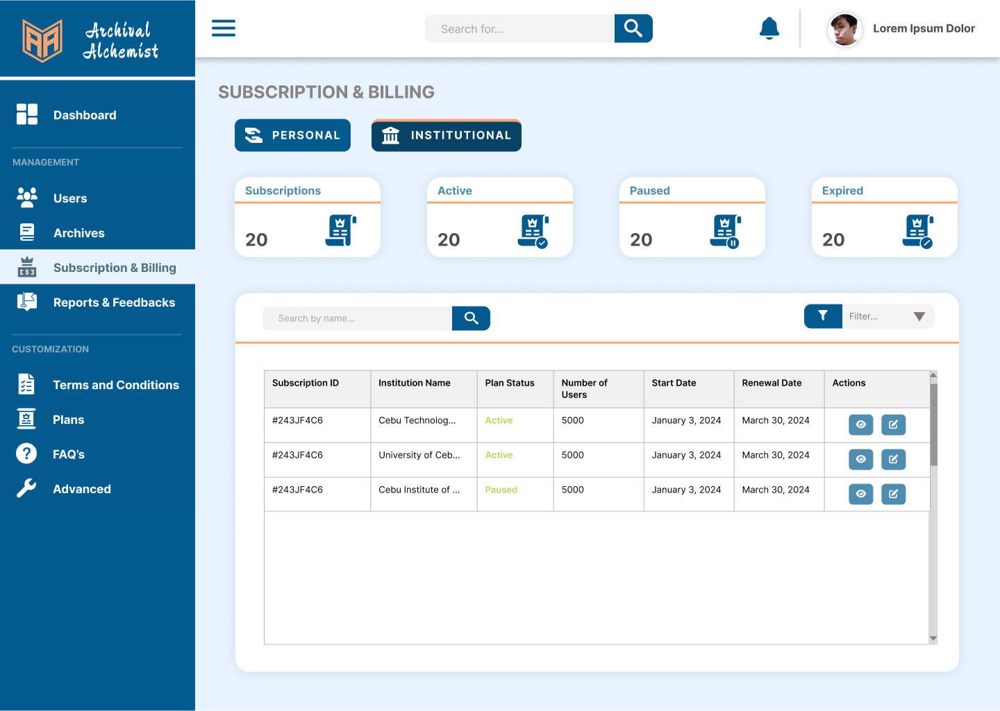 Archival
Alchemist
Search for...
Lorem Ipsum Dolor
Dashboard
MANAGEMENT
Users
Archives
Subscription & Billing
Reports & Feedbacks
CUSTOMIZATION
Terms and Conditions
Plans
FAQ's
Advanced
SUBSCRIPTION & BILLING
PERSONAL
INSTITUTIONAL
Subscriptions
20
Active
20
Paused
20
Expired
20
Search by name...
Filter...
Subscription ID Institution Name Plan Status Number of Users Start Date Renewal Date Actions
#243JF4C6 Cebu Technolog... Active 5000 January 3, 2024 March 30, 2024
#243JF4C6 University of Ceb... Active 5000 January 3, 2024 March 30, 2024
#243JF4C6 Cebu Institute of ... Paused 5000 January 3, 2024 March 30, 2024